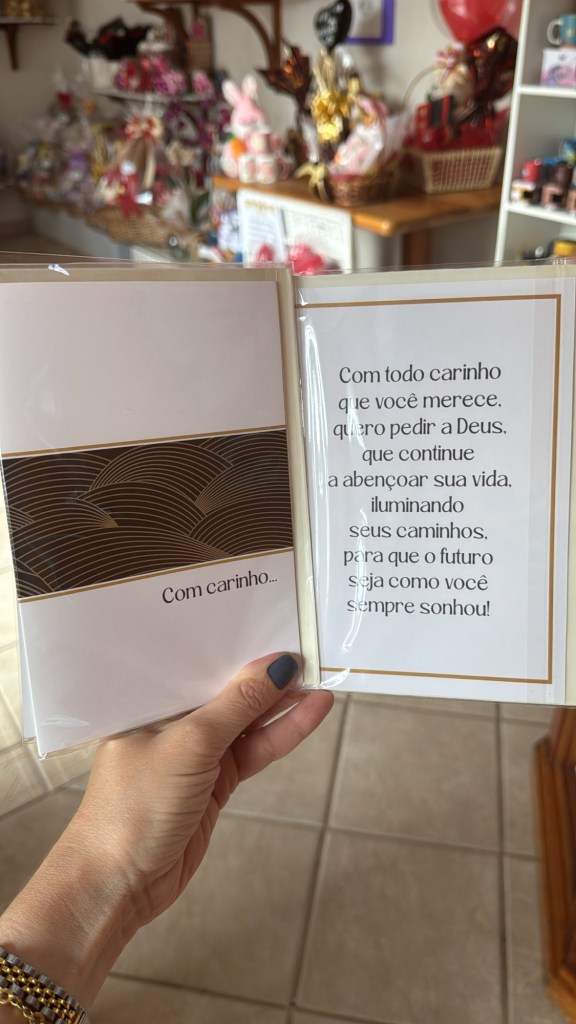 Com carinho...
Com todo carinho
que você merece,
quero pedir a Deus,
que continue
a abençoar sua vida,
iluminando
seus caminhos,
para que o futuro
seja como você
sempre sonhou!